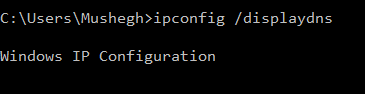 C:\Users\Mushegh>ipconfig /displaydns
Windows IP Configuration